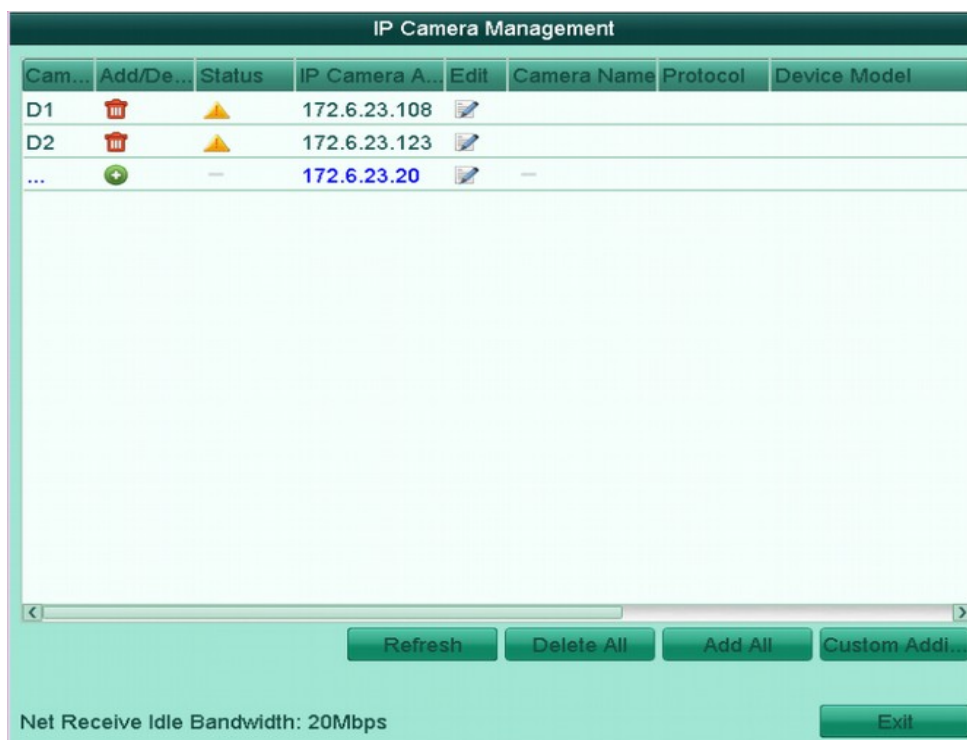 IP Camera Management
Cam... Add/De... Status IP Camera A... Edit Camera Name Protocol Device Model
D1 172.6.23.108
D2 172.6.23.123
... — 172.6.23.20 —
Refresh Delete All Add All Custom Addi...
Net Receive Idle Bandwidth: 20Mbps Exit